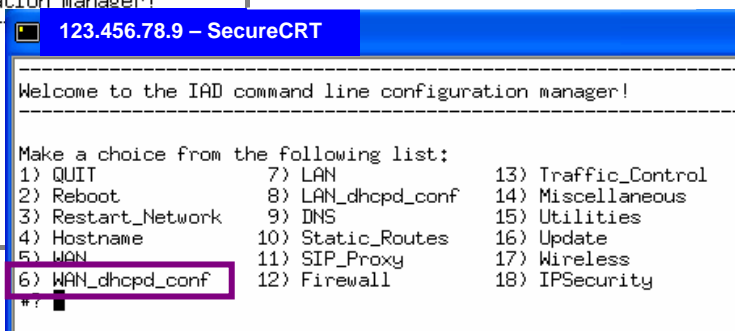 ation manager!
123.456.78.9 – SecureCRT
Welcome to the IAD command line configuration manager!
Make a choice from the following list:
1) QUIT 7) LAN 13) Traffic_Control
2) Reboot 8) LAN_dhcpd_conf 14) Miscellaneous
3) Restart_Network 9) DNS 15) Utilities
4) Hostname 10) Static_Routes 16) Update
5) WAN 11) SIP_Proxy 17) Wireless
6) WAN_dhcpd_conf 12) Firewall 18) IPSecurity
#?